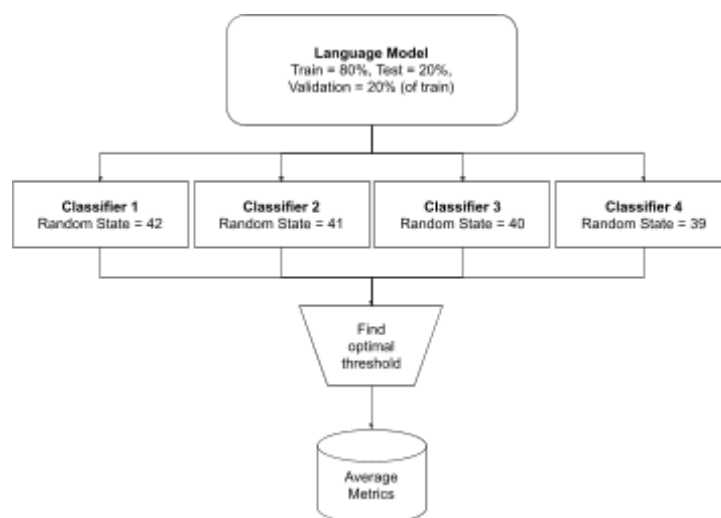 Language Model
Train = 80%, Test = 20%,
Validation = 20% (of train)
Classifier 1
Random State = 42
Classifier 2
Random State = 41
Classifier 3
Random State = 40
Classifier 4
Random State = 39
Find
optimal
threshold
Average
Metrics